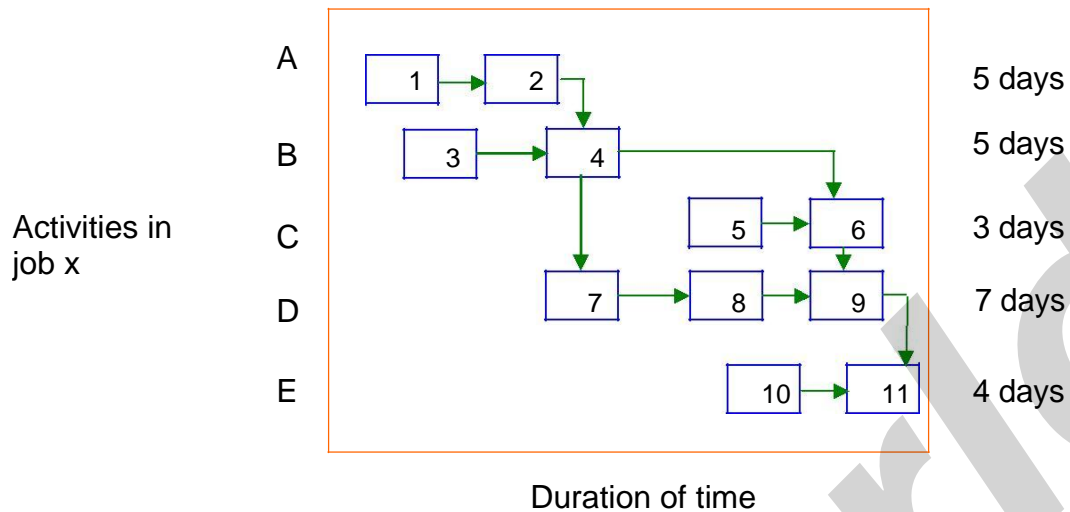 A
1 2
5 days
B
3 4
5 days
Activities in
job x
C
5 6
3 days
D
7 8 9
7 days
E
10 11
4 days
Duration of time